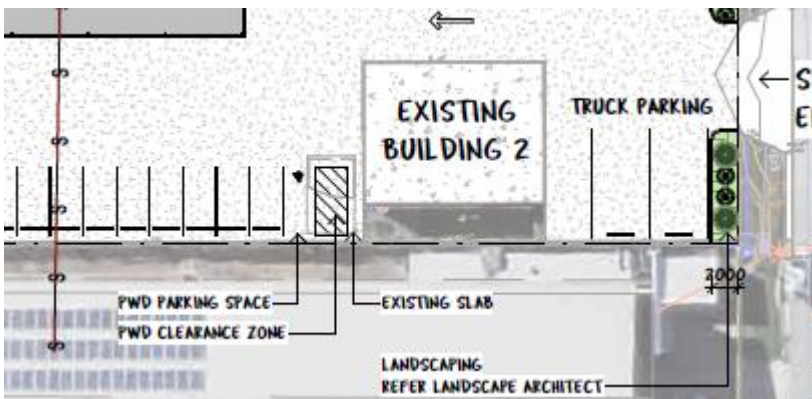 S
EXISTING
BUILDING 2
TRUCK PARKING
S
E
S
S
S
PWD PARKING SPACE
PWD CLEARANCE ZONE
EXISTING SLAB
2000
S
LANDSCAPING
REFER LANDSCAPE ARCHITECT